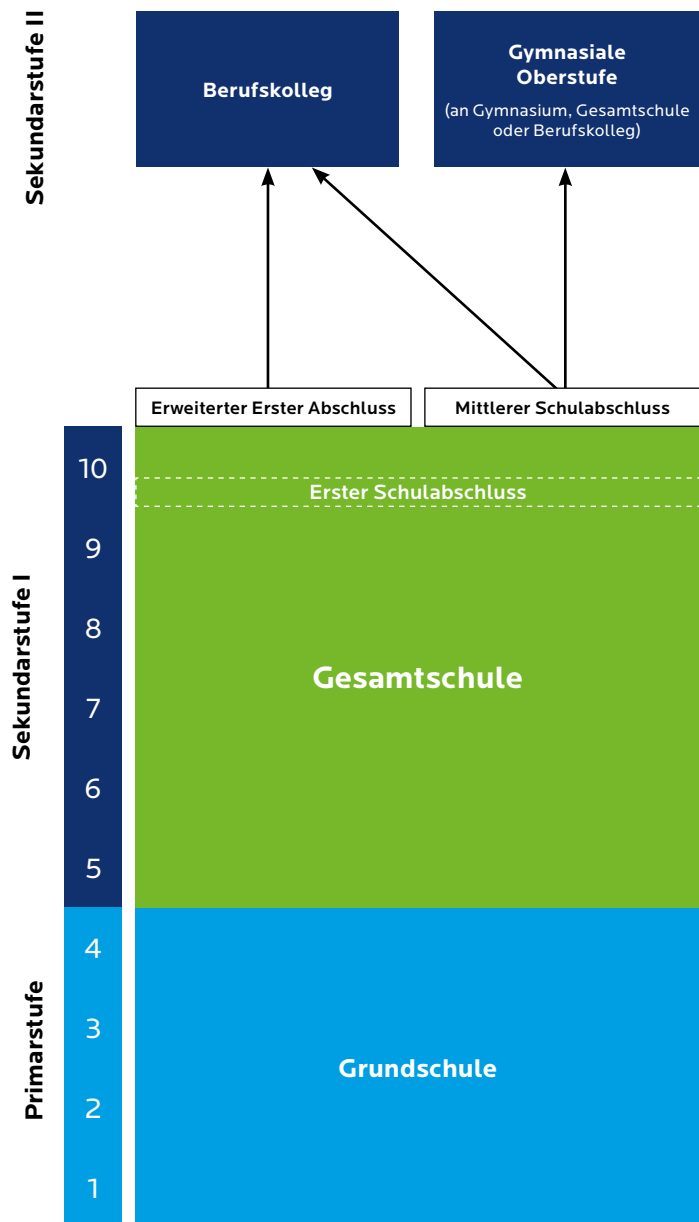 Sekundarstufe II
Berufskolleg
Gymnasiale
Oberstufe
(an Gymnasium, Gesamtschule
oder Berufskolleg)
Erweiterter Erster Abschluss
Mittlerer Schulabschluss
Sekundarstufe I
10
Erster Schulabschluss
9
8
Gesamtschule
7
6
5
Primarstufe
4
3
Grundschule
2
1